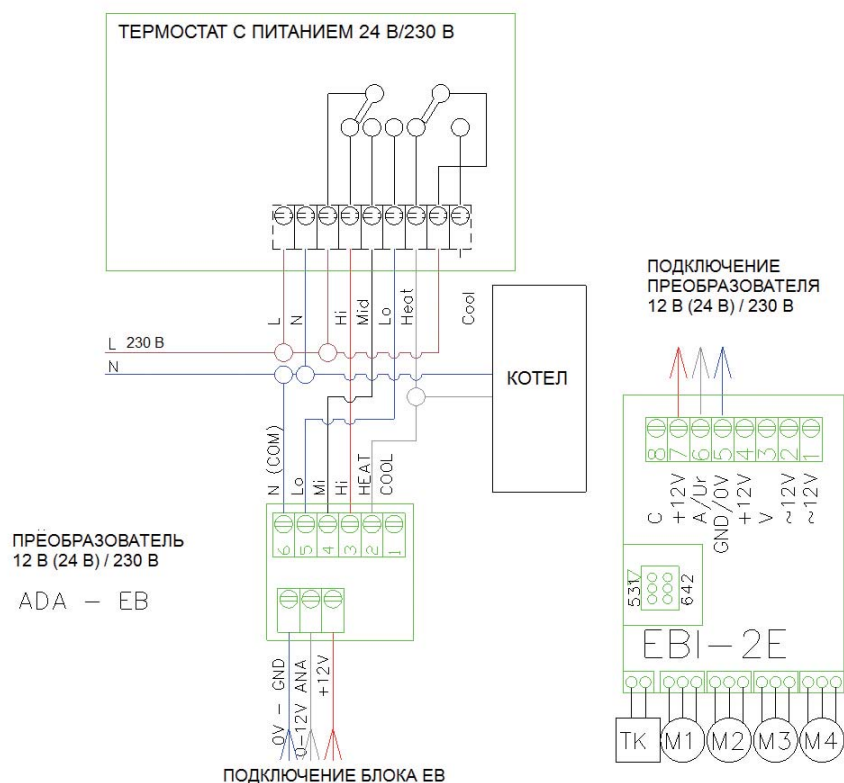 ТЕРМОСТАТ С ПИТАНИЕМ 24 В/230 В
L
N
Hi
Mid
Lo
Heat
Cool
L 230 В
N
КОТЕЛ
N (COM)
Lo
Mi
Hi
HEAT
COOL
6 5 4 3 2 1
ПРЕОБРАЗОВАТЕЛЬ
12 В (24 В) / 230 В
ADA - EB
0V - GND
0-12V ANA
+12V
ПОДКЛЮЧЕНИЕ БЛОКА ЕВ
ПОДКЛЮЧЕНИЕ
ПРЕОБРАЗОВАТЕЛЯ
12 В (24 В) / 230 В
8 7 6 5 4 3 2 1
C
+12V
A/Ur
GND/0V
+12V
V
~12V
~12V
531
642
EBI-2E
TK M1 M2 M3 M4